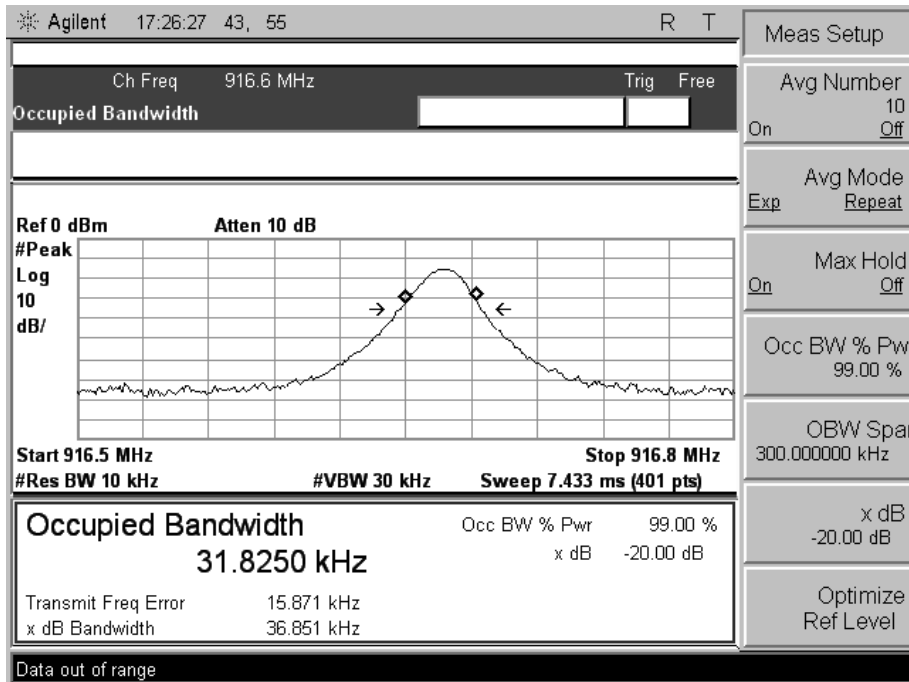 Agilent 17:26:27 43, 55 R T
Ch Freq 916.6 MHz Trig Free
Occupied Bandwidth
Ref 0 dBm Atten 10 dB
#Peak
Log
10
dB/
Start 916.5 MHz Stop 916.8 MHz
#Res BW 10 kHz #VBW 30 kHz Sweep 7.433 ms (401 pts)
Occupied Bandwidth
31.8250 kHz
Occ BW % Pwr 99.00 %
x dB -20.00 dB
Transmit Freq Error 15.871 kHz
x dB Bandwidth 36.851 kHz
Data out of range
Meas Setup
Avg Number
10
On Off
Avg Mode
Exp Repeat
Max Hold
On Off
Occ BW % Pw
99.00 %
OBW Spa
300.000000 kHz
x dB
-20.00 dB
Optimize
Ref Level